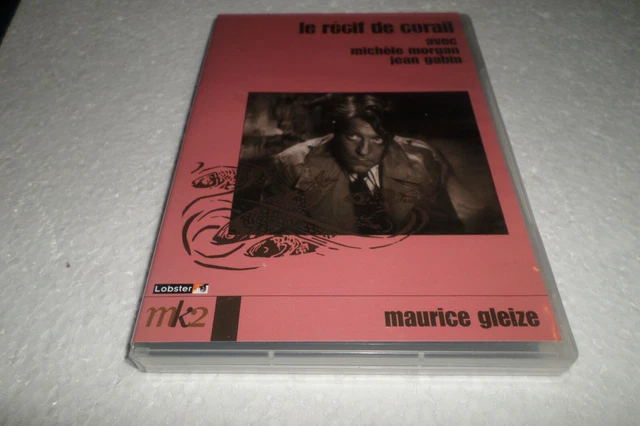 le récif de corail
avec
michèle morgan
jean gabin
Lobster
mk2
maurice gleize